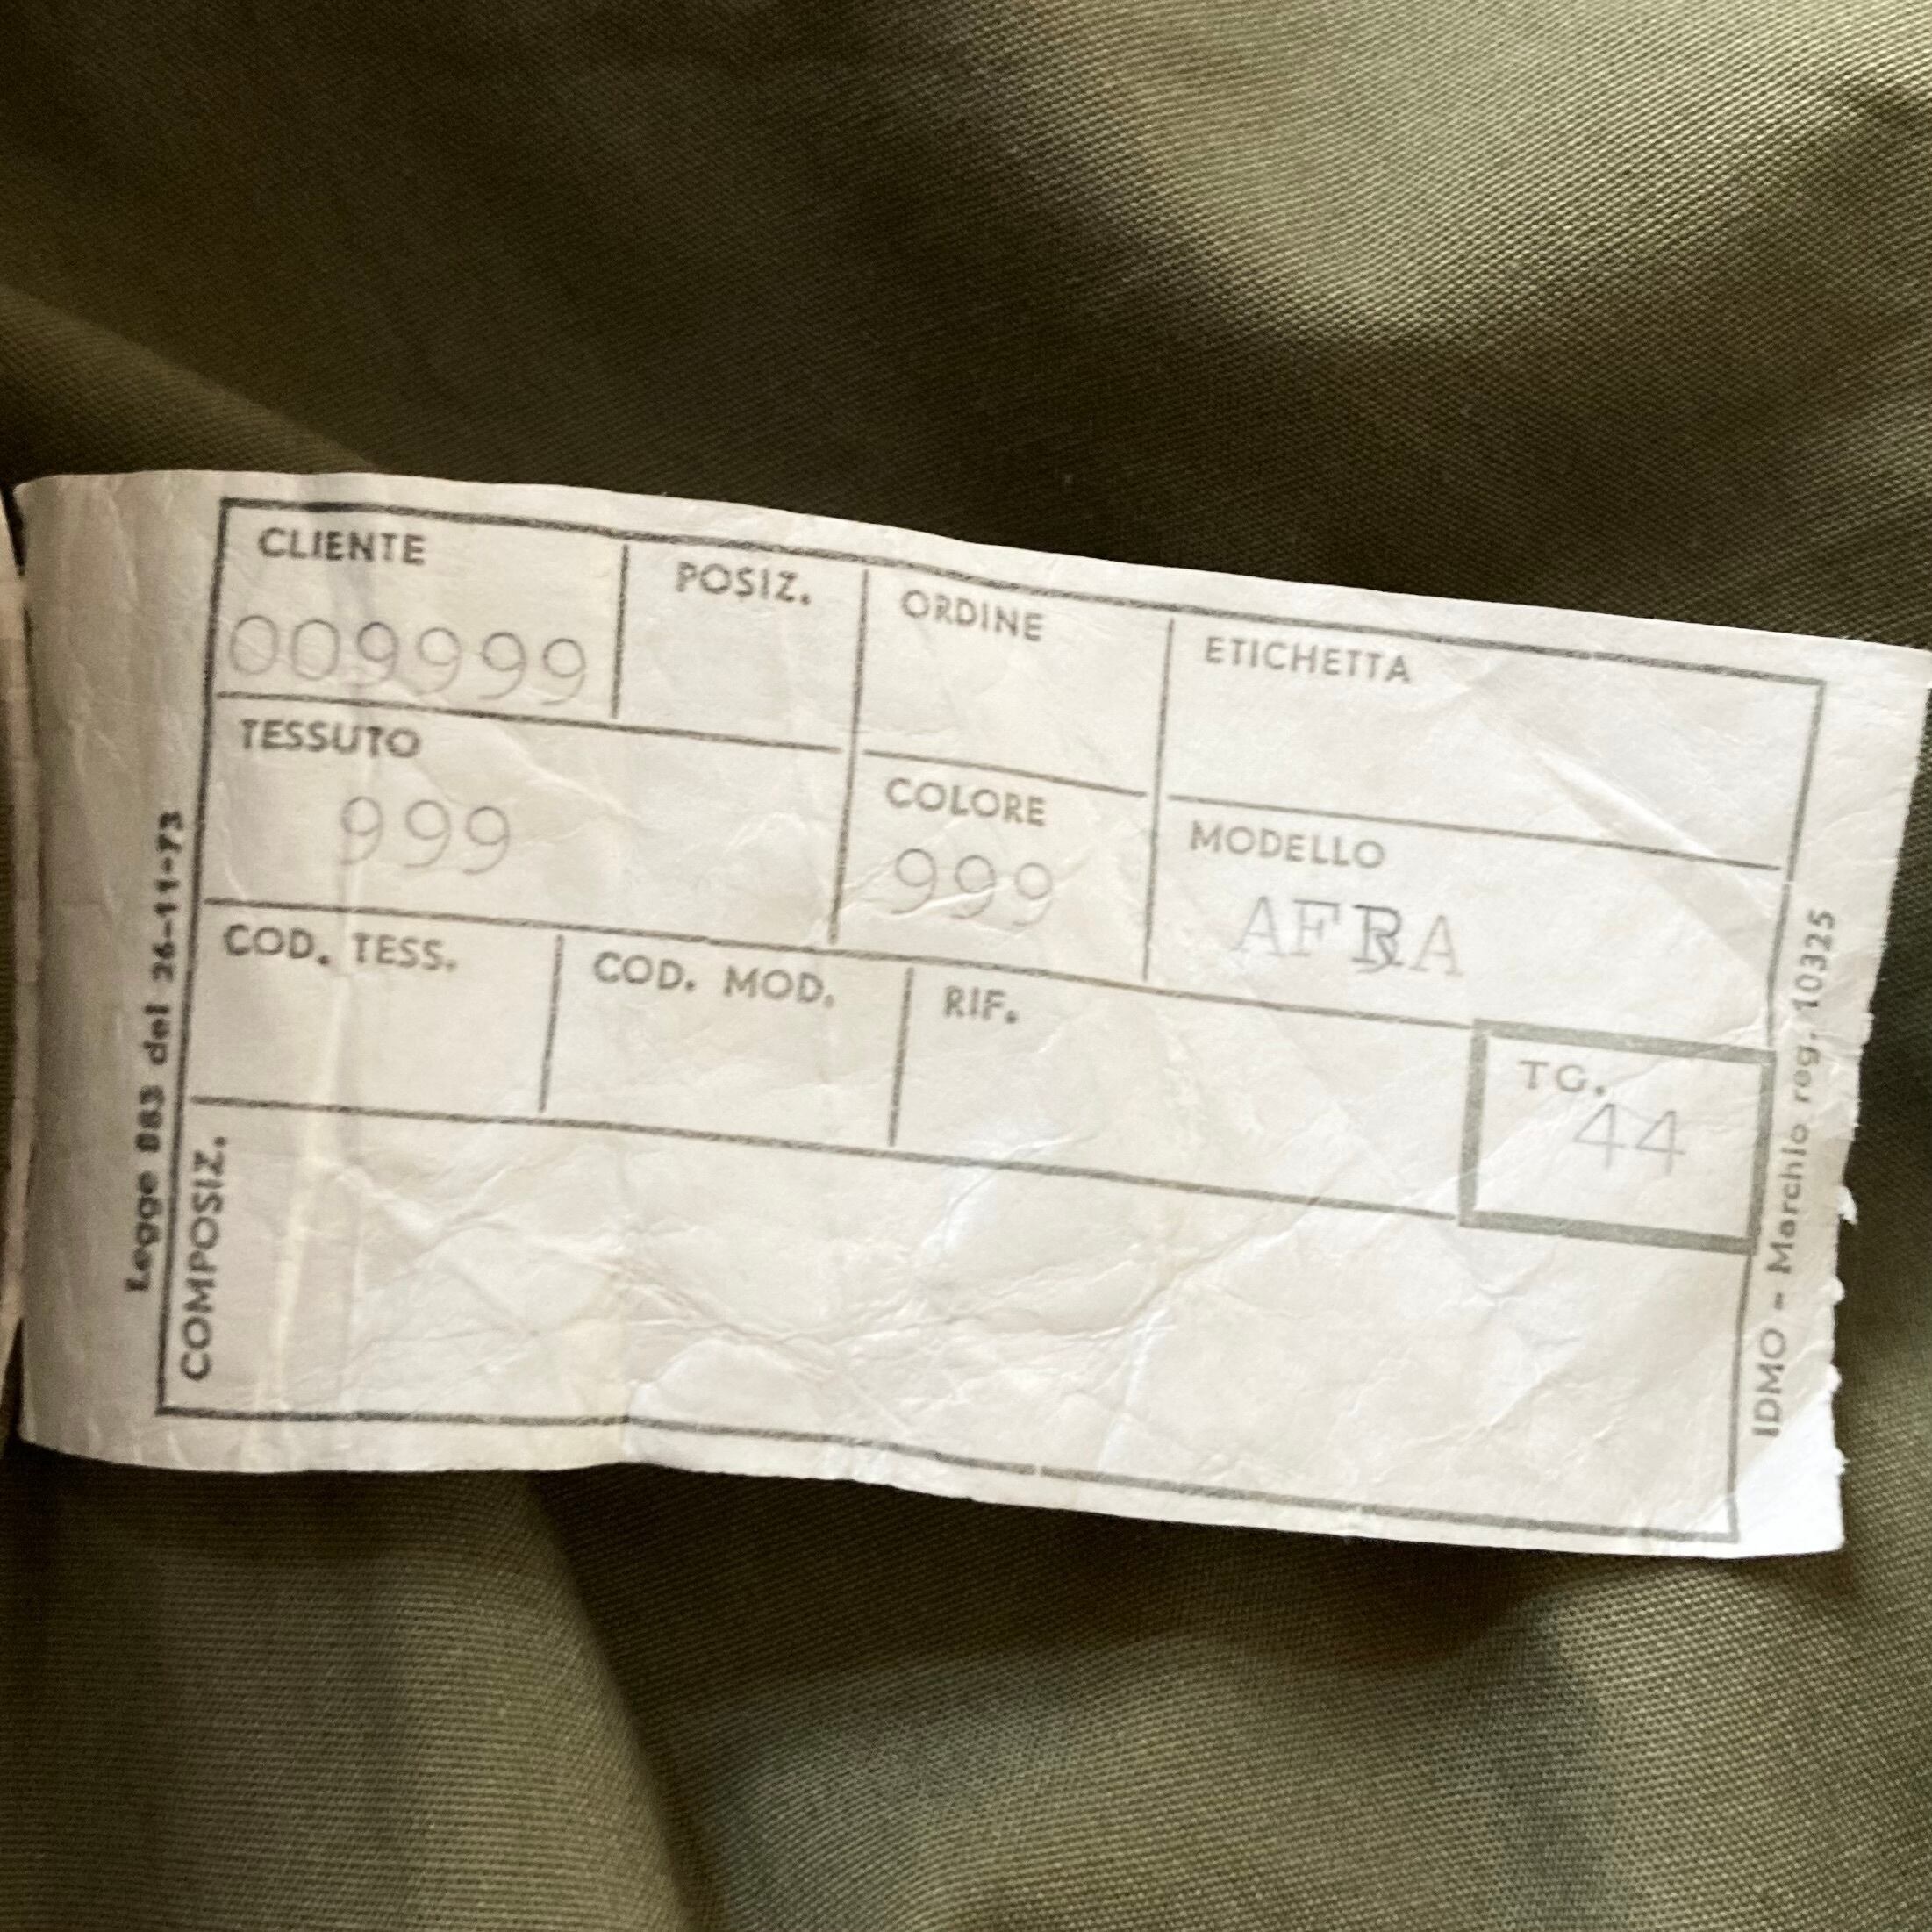 CLIENTE POSIZ. ORDINE ETICHETTA
009999
TESSUTO COLORE MODELLO
999 999 AFRA
COD. TESS. COD. MOD. RIF. TG.
44
COMPOSIZ.
Legge 883 del 26-11-73
IDMO - Marchio reg. 10325